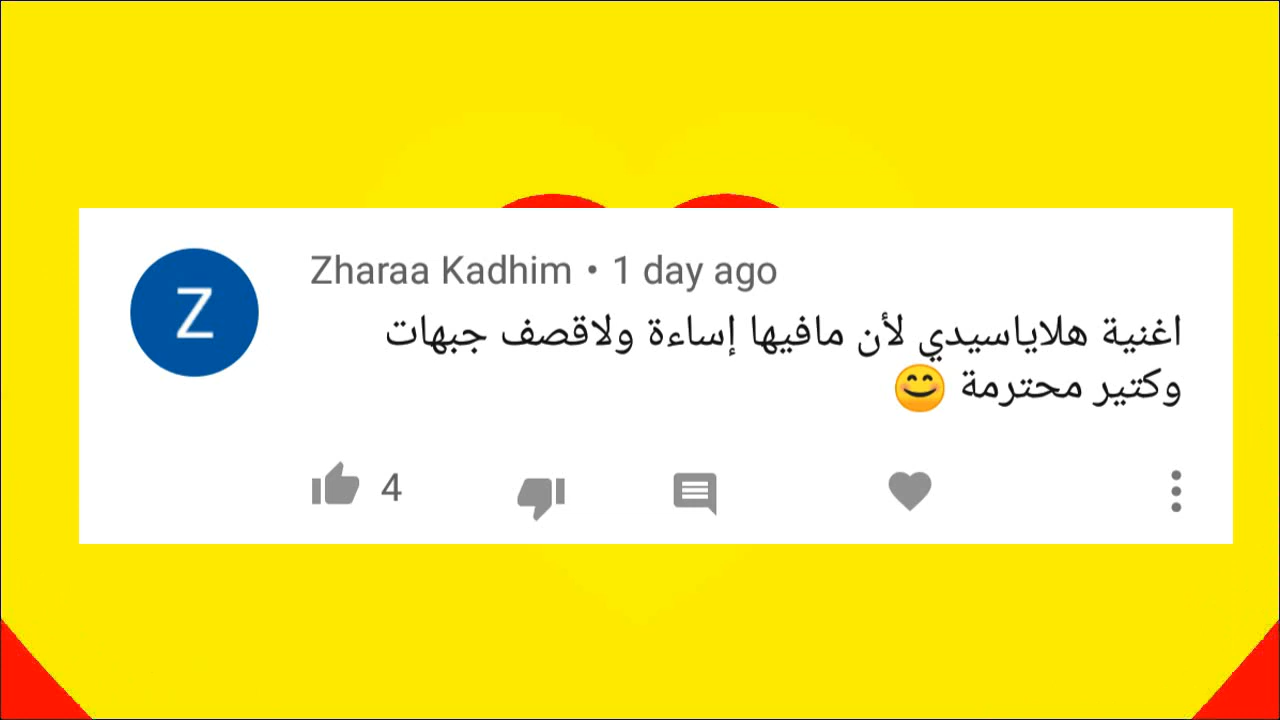 Z
Zharaa Kadhim • 1 day ago
اغنية هلاياسيدي لأن مافيها إساءة ولاقصف جبهات
وكتير محترمة 😊
4